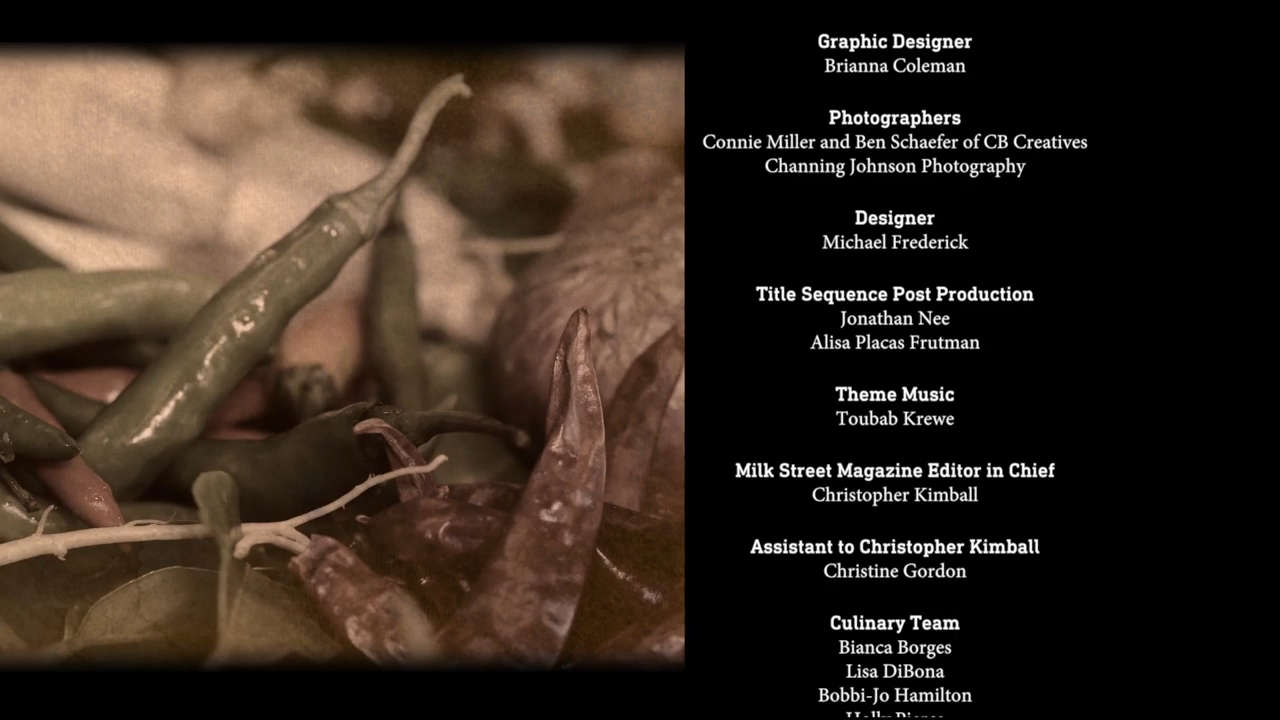 Graphic Designer
Brianna Coleman
Photographers
Connie Miller and Ben Schaefer of CB Creatives
Channing Johnson Photography
Designer
Michael Frederick
Title Sequence Post Production
Jonathan Nee
Alisa Placas Frutman
Theme Music
Toubab Krewe
Milk Street Magazine Editor in Chief
Christopher Kimball
Assistant to Christopher Kimball
Christine Gordon
Culinary Team
Bianca Borges
Lisa DiBona
Bobbi-Jo Hamilton